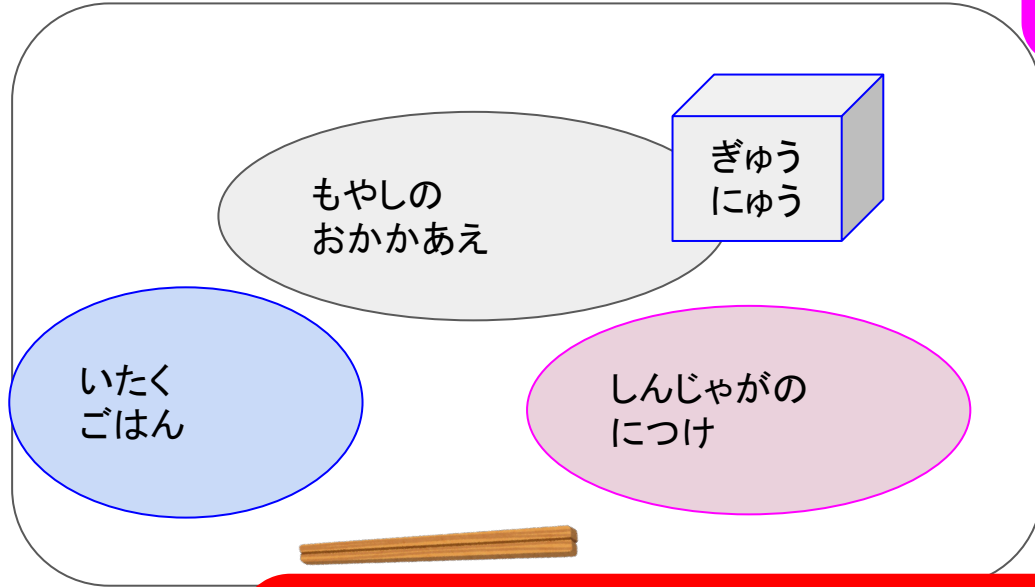 もやしの
おかかあえ
ぎゅう
にゅう
いたく
ごはん
しんじゃがの
につけ